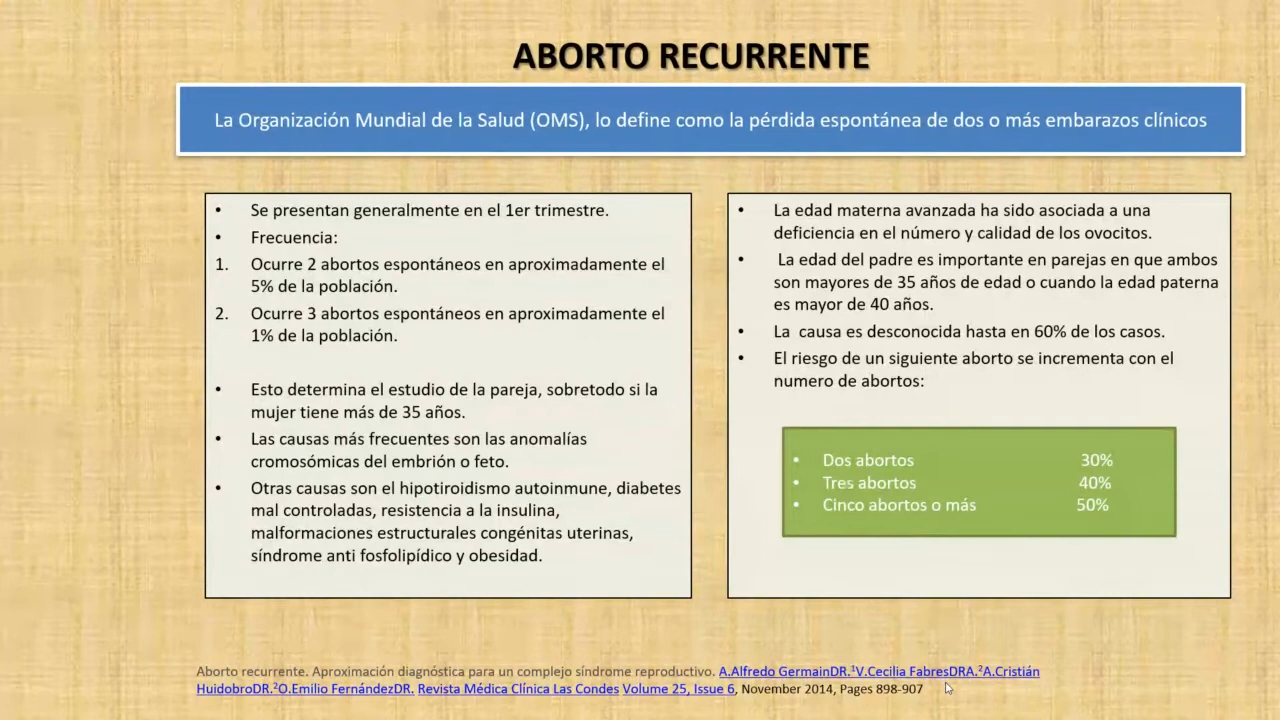 ABORTO RECURRENTE
La Organización Mundial de la Salud (OMS), lo define como la pérdida espontánea de dos o más embarazos clínicos
• Se presentan generalmente en el 1er trimestre.
• Frecuencia:
1. Ocurre 2 abortos espontáneos en aproximadamente el
5% de la población.
2. Ocurre 3 abortos espontáneos en aproximadamente el
1% de la población.
• Esto determina el estudio de la pareja, sobretodo si la
mujer tiene más de 35 años.
• Las causas más frecuentes son las anomalías
cromosómicas del embrión o feto.
• Otras causas son el hipotiroidismo autoinmune, diabetes
mal controladas, resistencia a la insulina,
malformaciones estructurales congénitas uterinas,
síndrome anti fosfolipídico y obesidad.
• La edad materna avanzada ha sido asociada a una
deficiencia en el número y calidad de los ovocitos.
• La edad del padre es importante en parejas en que ambos
son mayores de 35 años de edad o cuando la edad paterna
es mayor de 40 años.
• La causa es desconocida hasta en 60% de los casos.
• El riesgo de un siguiente aborto se incrementa con el
numero de abortos:
• Dos abortos 30%
• Tres abortos 40%
• Cinco abortos o más 50%
Aborto recurrente. Aproximación diagnóstica para un complejo síndrome reproductivo. A.Alfredo GermainDR.¹V.Cecilia FabresDRA.²A.Cristián
HuidobroDR.²O.Emilio FernándezDR. Revista Médica Clínica Las Condes Volume 25, Issue 6, November 2014, Pages 898-907